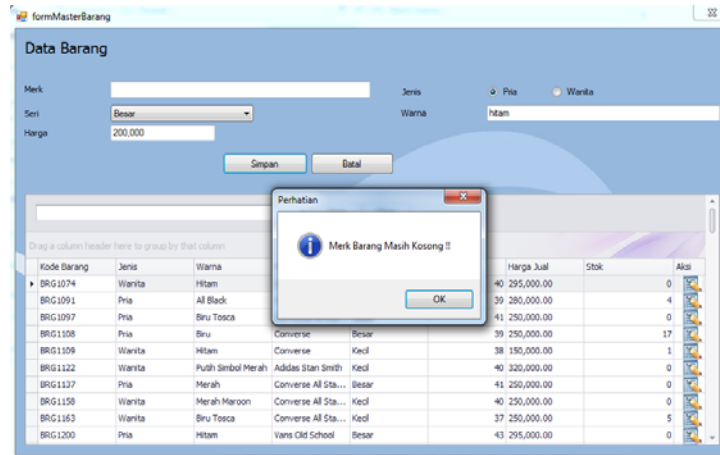 formMasterBarang
Data Barang
Merk
Jenis Pria Wanita
Seri Besar Warna hitam
Harga 200,000
Simpan Batal
Perhatian
Merk Barang Masih Kosong !!
OK
Drag a column header here to group by that column
Kode Barang Jenis Warna Harga Jual Stok Aksi
BRG1074 Wanita Hitam 40 295,000.00 0
BRG1091 Pria All Black 39 280,000.00 4
BRG1097 Pria Biru Tosca 41 250,000.00 0
BRG1108 Pria Biru Converse Besar 39 250,000.00 17
BRG1109 Wanita Hitam Converse Kecil 38 150,000.00 1
BRG1122 Wanita Putih Simbol Merah Adidas Stan Smith Kecil 40 320,000.00 0
BRG1137 Pria Merah Converse All Sta... Besar 41 250,000.00 0
BRG1158 Wanita Merah Maroon Converse All Sta... Kecil 40 250,000.00 0
BRG1163 Wanita Biru Tosca Converse All Sta... Kecil 37 250,000.00 5
BRG1200 Pria Hitam Vans Old School Besar 43 295,000.00 0